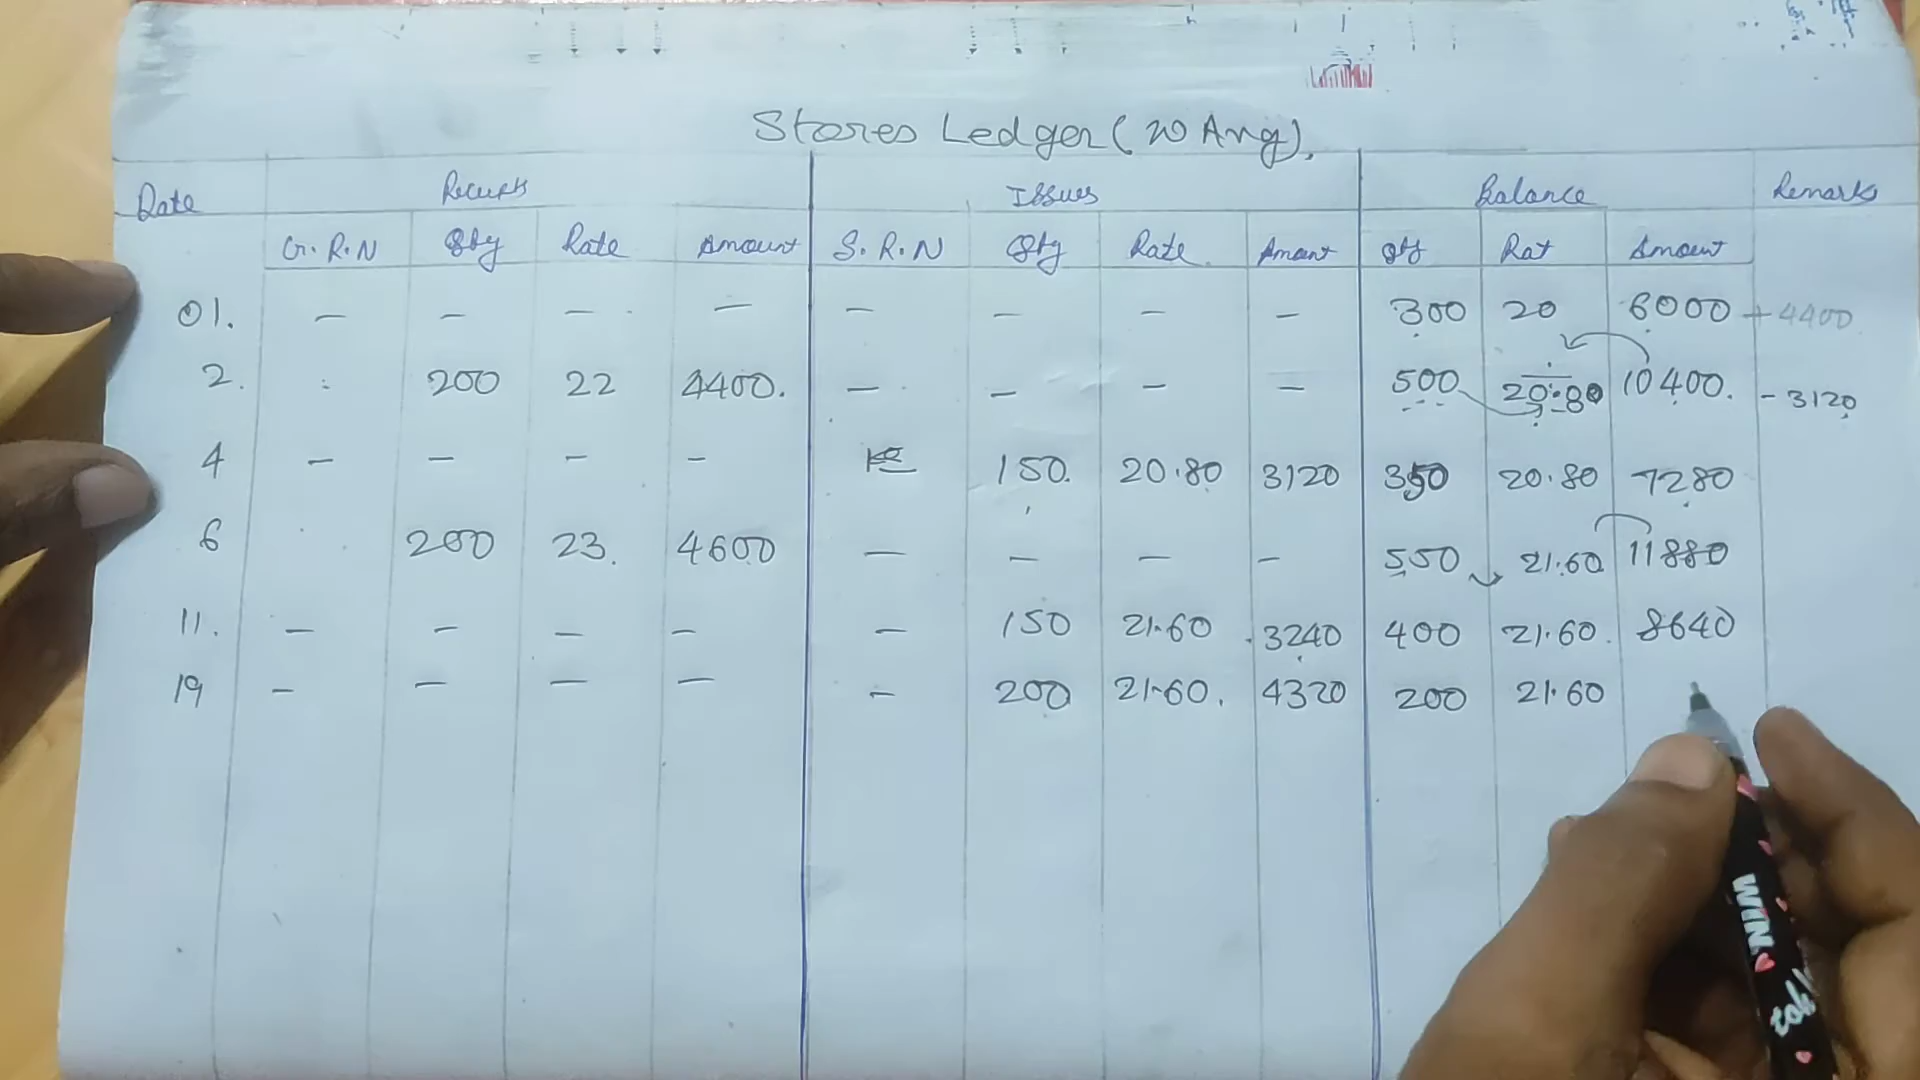 Stores Ledger (W Avg).
Date Receipts Issues Balance Remarks
G.R.N Qty Rate Amount S.R.N Qty Rate Amount Qty Rat Amount
01. - - - - - - - - 300 20 6000 + 4400
2. 200 22 4400. - - - - 500 20.80 10400. - 3120
4 - - - - 150. 20.80 3120 350 20.80 7280
6 200 23. 4600 - - - - 550 21.60 11880
11. - - - - - 150 21.60 3240 400 21.60 8640
19 - - - - - 200 21.60. 4320 200 21.60
WIN